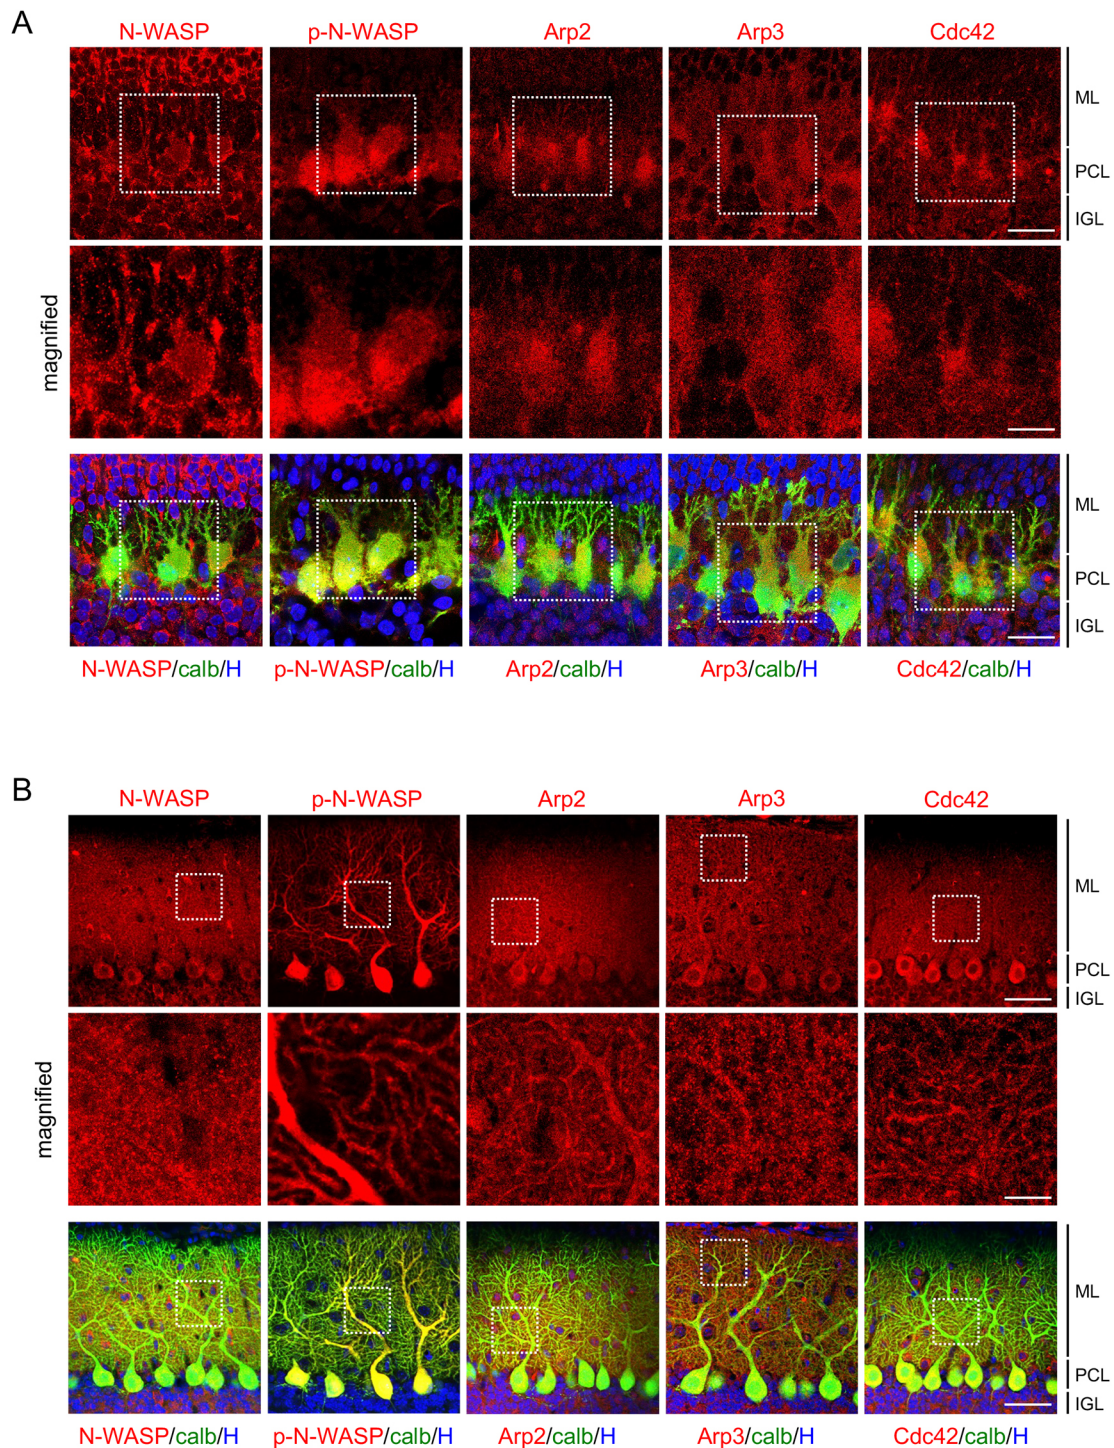 A
N-WASP p-N-WASP Arp2 Arp3 Cdc42
ML
PCL
IGL
magnified
ML
PCL
IGL
N-WASP/calb/H p-N-WASP/calb/H Arp2/calb/H Arp3/calb/H Cdc42/calb/H
B
N-WASP p-N-WASP Arp2 Arp3 Cdc42
ML
PCL
IGL
magnified
ML
PCL
IGL
N-WASP/calb/H p-N-WASP/calb/H Arp2/calb/H Arp3/calb/H Cdc42/calb/H